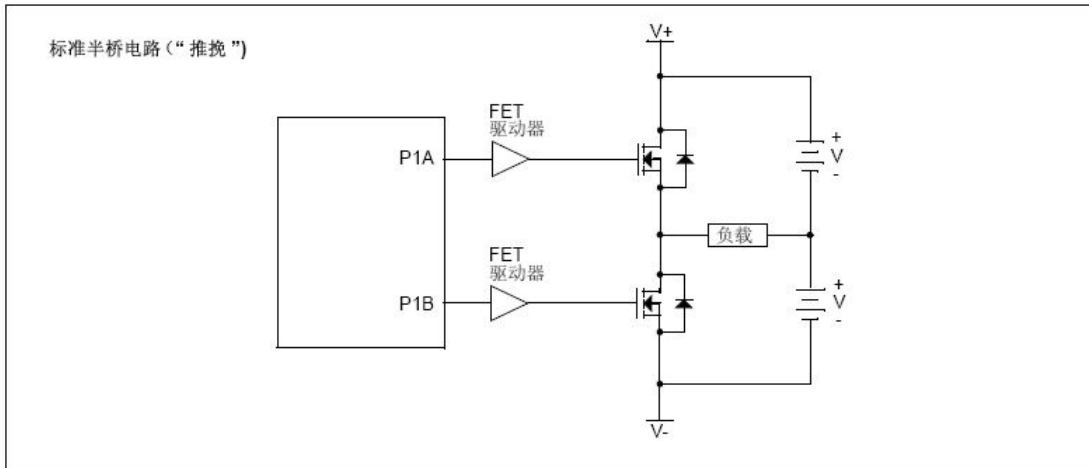 标准半桥电路(“推挽”)
V+
FET
驱动器
P1A
+
V
-
负载
FET
驱动器
P1B
+
V
-
V-